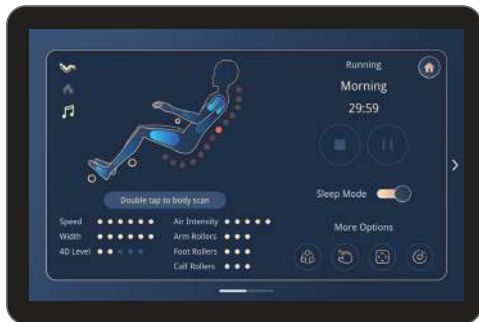 Running
Morning
29:59
Double tap to body scan
Sleep Mode
Speed
Width
4D Level
Air Intensity
Arm Rollers
Foot Rollers
Calf Rollers
More Options